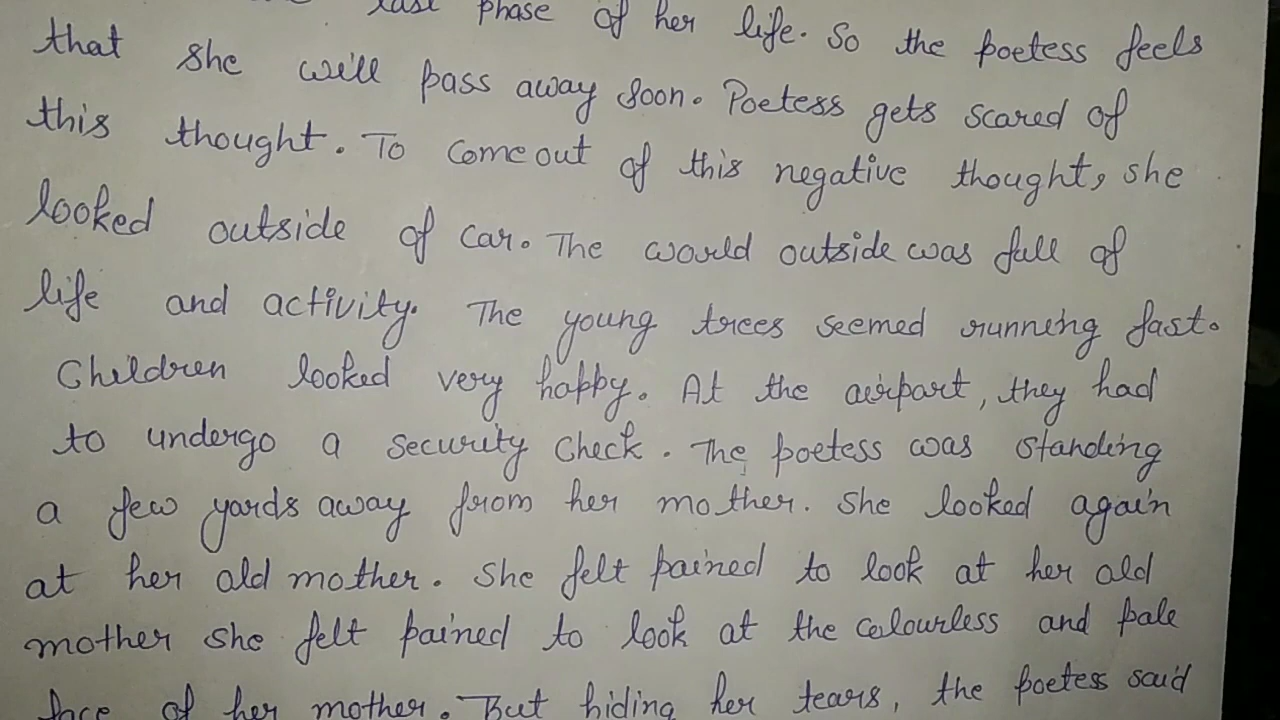 last phase of her life. So the poetess feels
that she will pass away soon. Poetess gets scared of
this thought. To come out of this negative thought, she
looked outside of car. The world outside was full of
life and activity. The young trees seemed running fast.
Children looked very happy. At the airport, they had
to undergo a security check. The poetess was standing
a few yards away from her mother. She looked again
at her old mother. She felt pained to look at her old
mother she felt pained to look at the colourless and pale
face of her mother. But hiding her tears, the poetess said